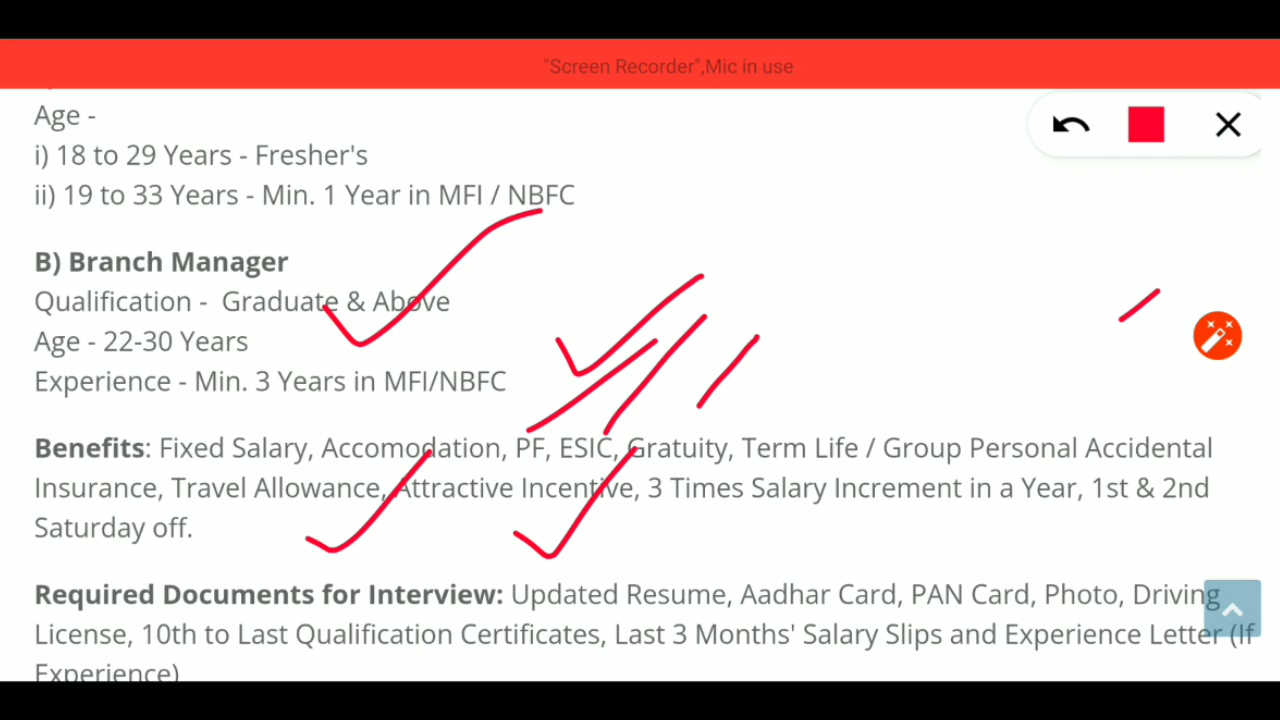 "Screen Recorder",Mic in use
Age -
i) 18 to 29 Years - Fresher's
ii) 19 to 33 Years - Min. 1 Year in MFI / NBFC
B) Branch Manager
Qualification - Graduate & Above
Age - 22-30 Years
Experience - Min. 3 Years in MFI/NBFC
Benefits: Fixed Salary, Accomodation, PF, ESIC, Gratuity, Term Life / Group Personal Accidental
Insurance, Travel Allowance, Attractive Incentive, 3 Times Salary Increment in a Year, 1st & 2nd
Saturday off.
Required Documents for Interview: Updated Resume, Aadhar Card, PAN Card, Photo, Driving
License, 10th to Last Qualification Certificates, Last 3 Months' Salary Slips and Experience Letter (If
Experience)